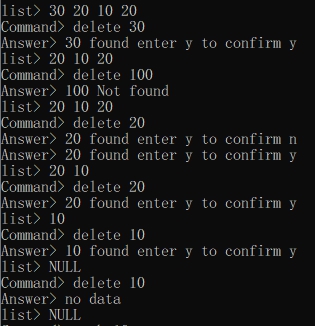 list> 30 20 10 20
Command> delete 30
Answer> 30 found enter y to confirm y
list> 20 10 20
Command> delete 100
Answer> 100 Not found
list> 20 10 20
Command> delete 20
Answer> 20 found enter y to confirm n
Answer> 20 found enter y to confirm y
list> 20 10
Command> delete 20
Answer> 20 found enter y to confirm y
list> 10
Command> delete 10
Answer> 10 found enter y to confirm y
list> NULL
Command> delete 10
Answer> no data
list> NULL